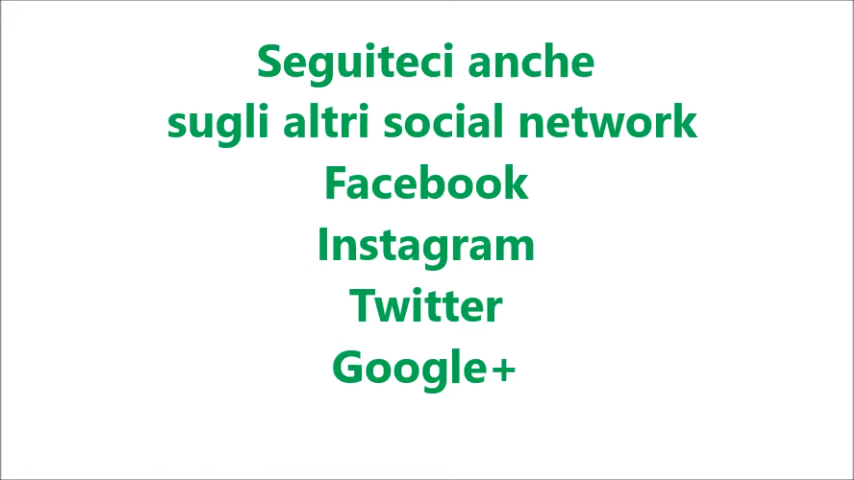 Seguiteci anche
sugli altri social network
Facebook
Instagram
Twitter
Google+